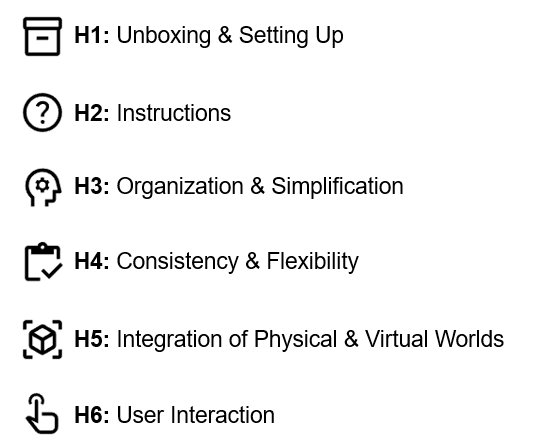 H1: Unboxing & Setting Up
H2: Instructions
H3: Organization & Simplification
H4: Consistency & Flexibility
H5: Integration of Physical & Virtual Worlds
H6: User Interaction